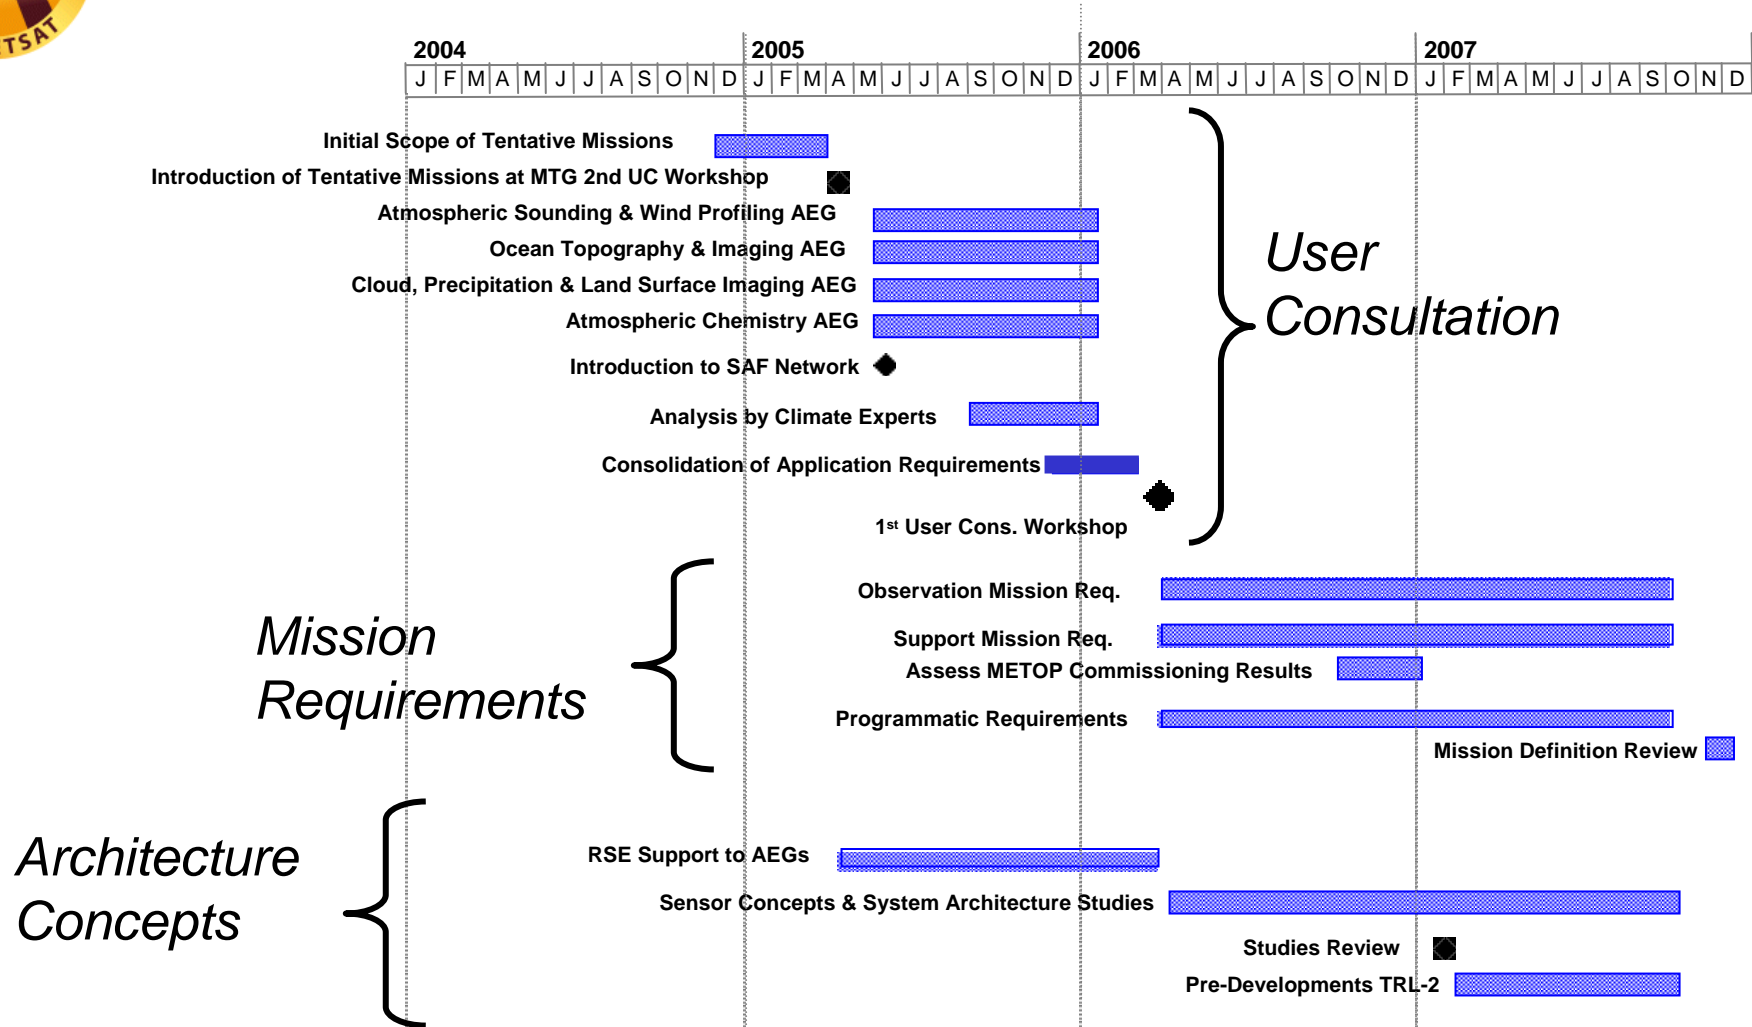 TSAT
2004 2005 2006 2007
J F M A M J J A S O N D J F M A M J J A S O N D J F M A M J J A S O N D J F M A M J J A S O N D
Initial Scope of Tentative Missions
Introduction of Tentative Missions at MTG 2nd UC Workshop
Atmospheric Sounding & Wind Profiling AEG
Ocean Topography & Imaging AEG
Cloud, Precipitation & Land Surface Imaging AEG
Atmospheric Chemistry AEG
Introduction to SAF Network
Analysis by Climate Experts
Consolidation of Application Requirements
1st User Cons. Workshop
User
Consultation
Observation Mission Req.
Support Mission Req.
Assess METOP Commissioning Results
Programmatic Requirements
Mission Definition Review
Mission
Requirements
RSE Support to AEGs
Sensor Concepts & System Architecture Studies
Studies Review
Pre-Developments TRL-2
Architecture
Concepts